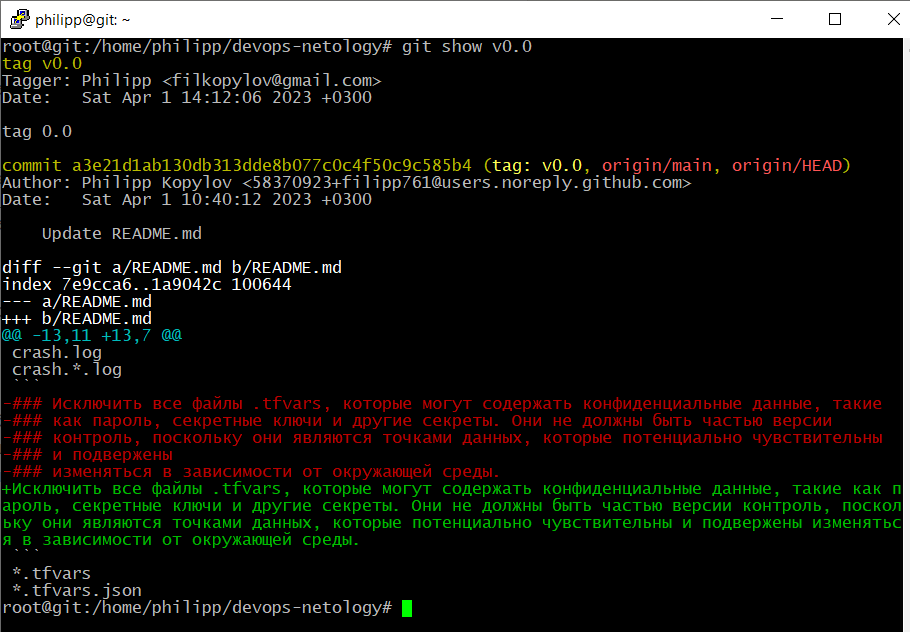 philipp@git: ~
root@git:/home/philipp/devops-netology# git show v0.0
tag v0.0
Tagger: Philipp <filkopylov@gmail.com>
Date:   Sat Apr 1 14:12:06 2023 +0300
tag 0.0
commit a3e21d1ab130db313dde8b077c0c4f50c9c585b4 (tag: v0.0, origin/main, origin/HEAD)
Author: Philipp Kopylov <58370923+filipp761@users.noreply.github.com>
Date:   Sat Apr 1 10:40:12 2023 +0300
    Update README.md
diff --git a/README.md b/README.md
index 7e9cca6..1a9042c 100644
--- a/README.md
+++ b/README.md
@@ -13,11 +13,7 @@
 crash.log
 crash.*.log
 ```
-### Исключить все файлы .tfvars, которые могут содержать конфиденциальные данные, такие
-### как пароль, секретные ключи и другие секреты. Они не должны быть частью версии
-### контроль, поскольку они являются точками данных, которые потенциально чувствительны
-### и подвержены
-### изменяться в зависимости от окружающей среды.
+Исключить все файлы .tfvars, которые могут содержать конфиденциальные данные, такие как п
ароль, секретные ключи и другие секреты. Они не должны быть частью версии контроль, поскол
ьку они являются точками данных, которые потенциально чувствительны и подвержены изменятьс
я в зависимости от окружающей среды.
 ```
 *.tfvars
 *.tfvars.json
root@git:/home/philipp/devops-netology#